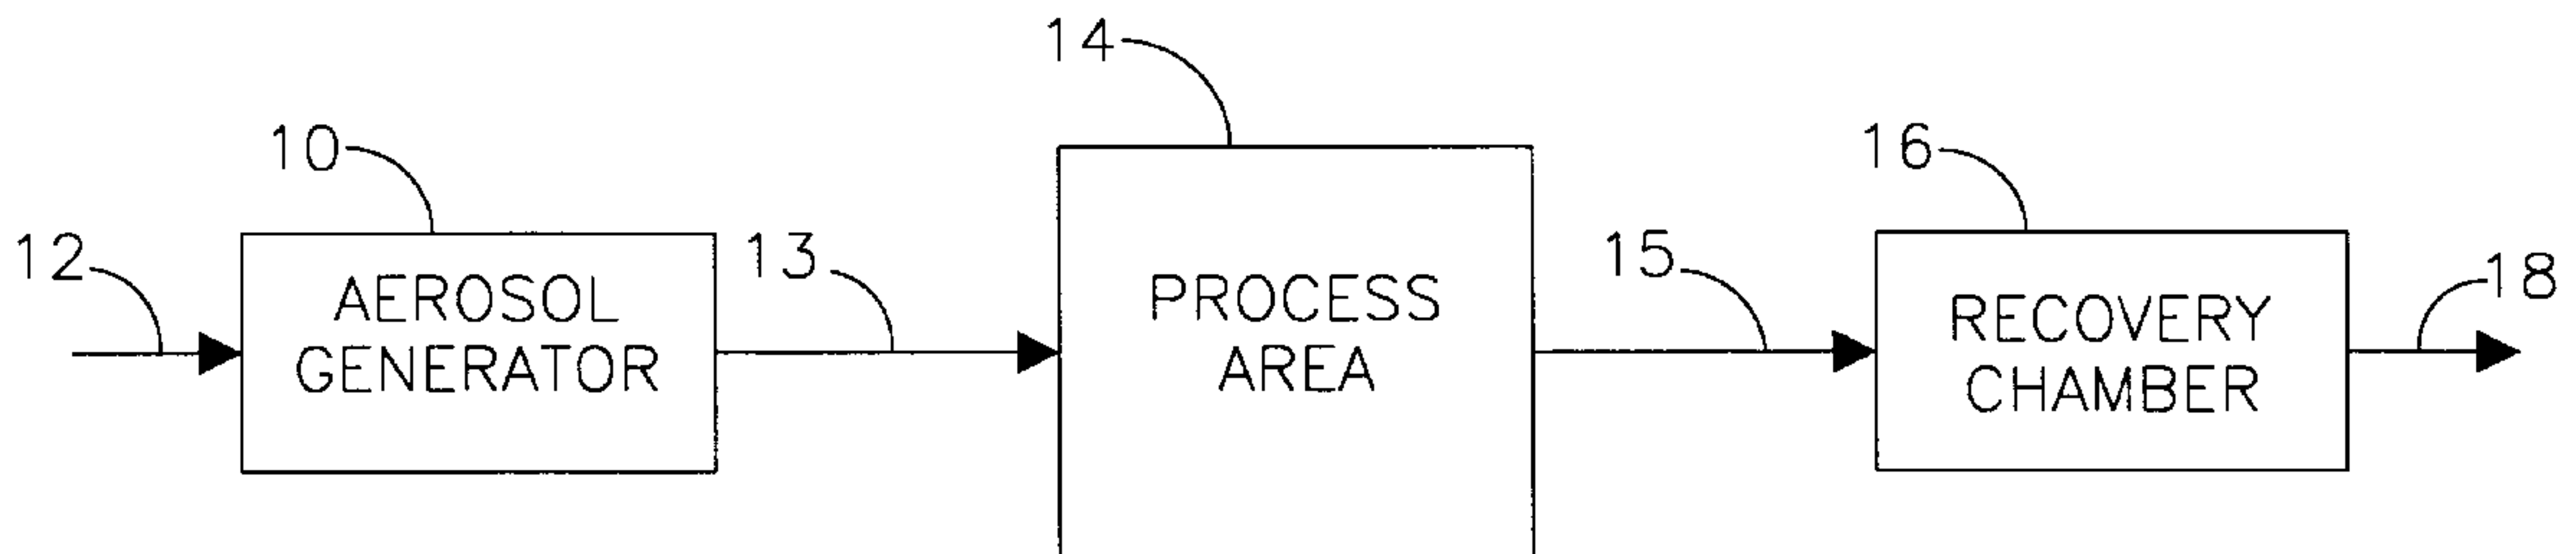 14
10
16
12
13
15
18
AEROSOL
GENERATOR
PROCESS
AREA
RECOVERY
CHAMBER